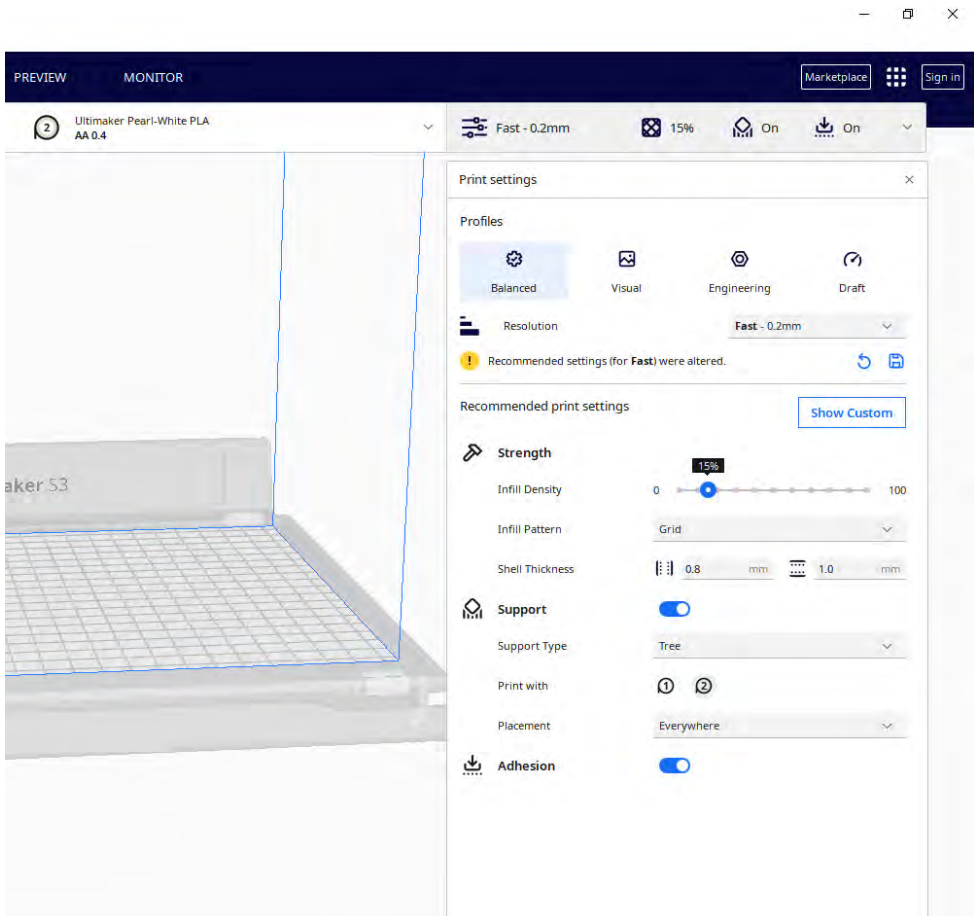 PREVIEW MONITOR Marketplace Sign in
2 Ultimaker Pearl-White PLA
AA 0.4
Fast - 0.2mm 15% On On
Print settings
Profiles
Balanced Visual Engineering Draft
Resolution Fast - 0.2mm
! Recommended settings (for Fast) were altered.
Recommended print settings Show Custom
Strength
15%
Infill Density 0 100
Infill Pattern Grid
Shell Thickness 0.8 mm 1.0 mm
Support
Support Type Tree
Print with 1 2
Placement Everywhere
Adhesion
aker S3